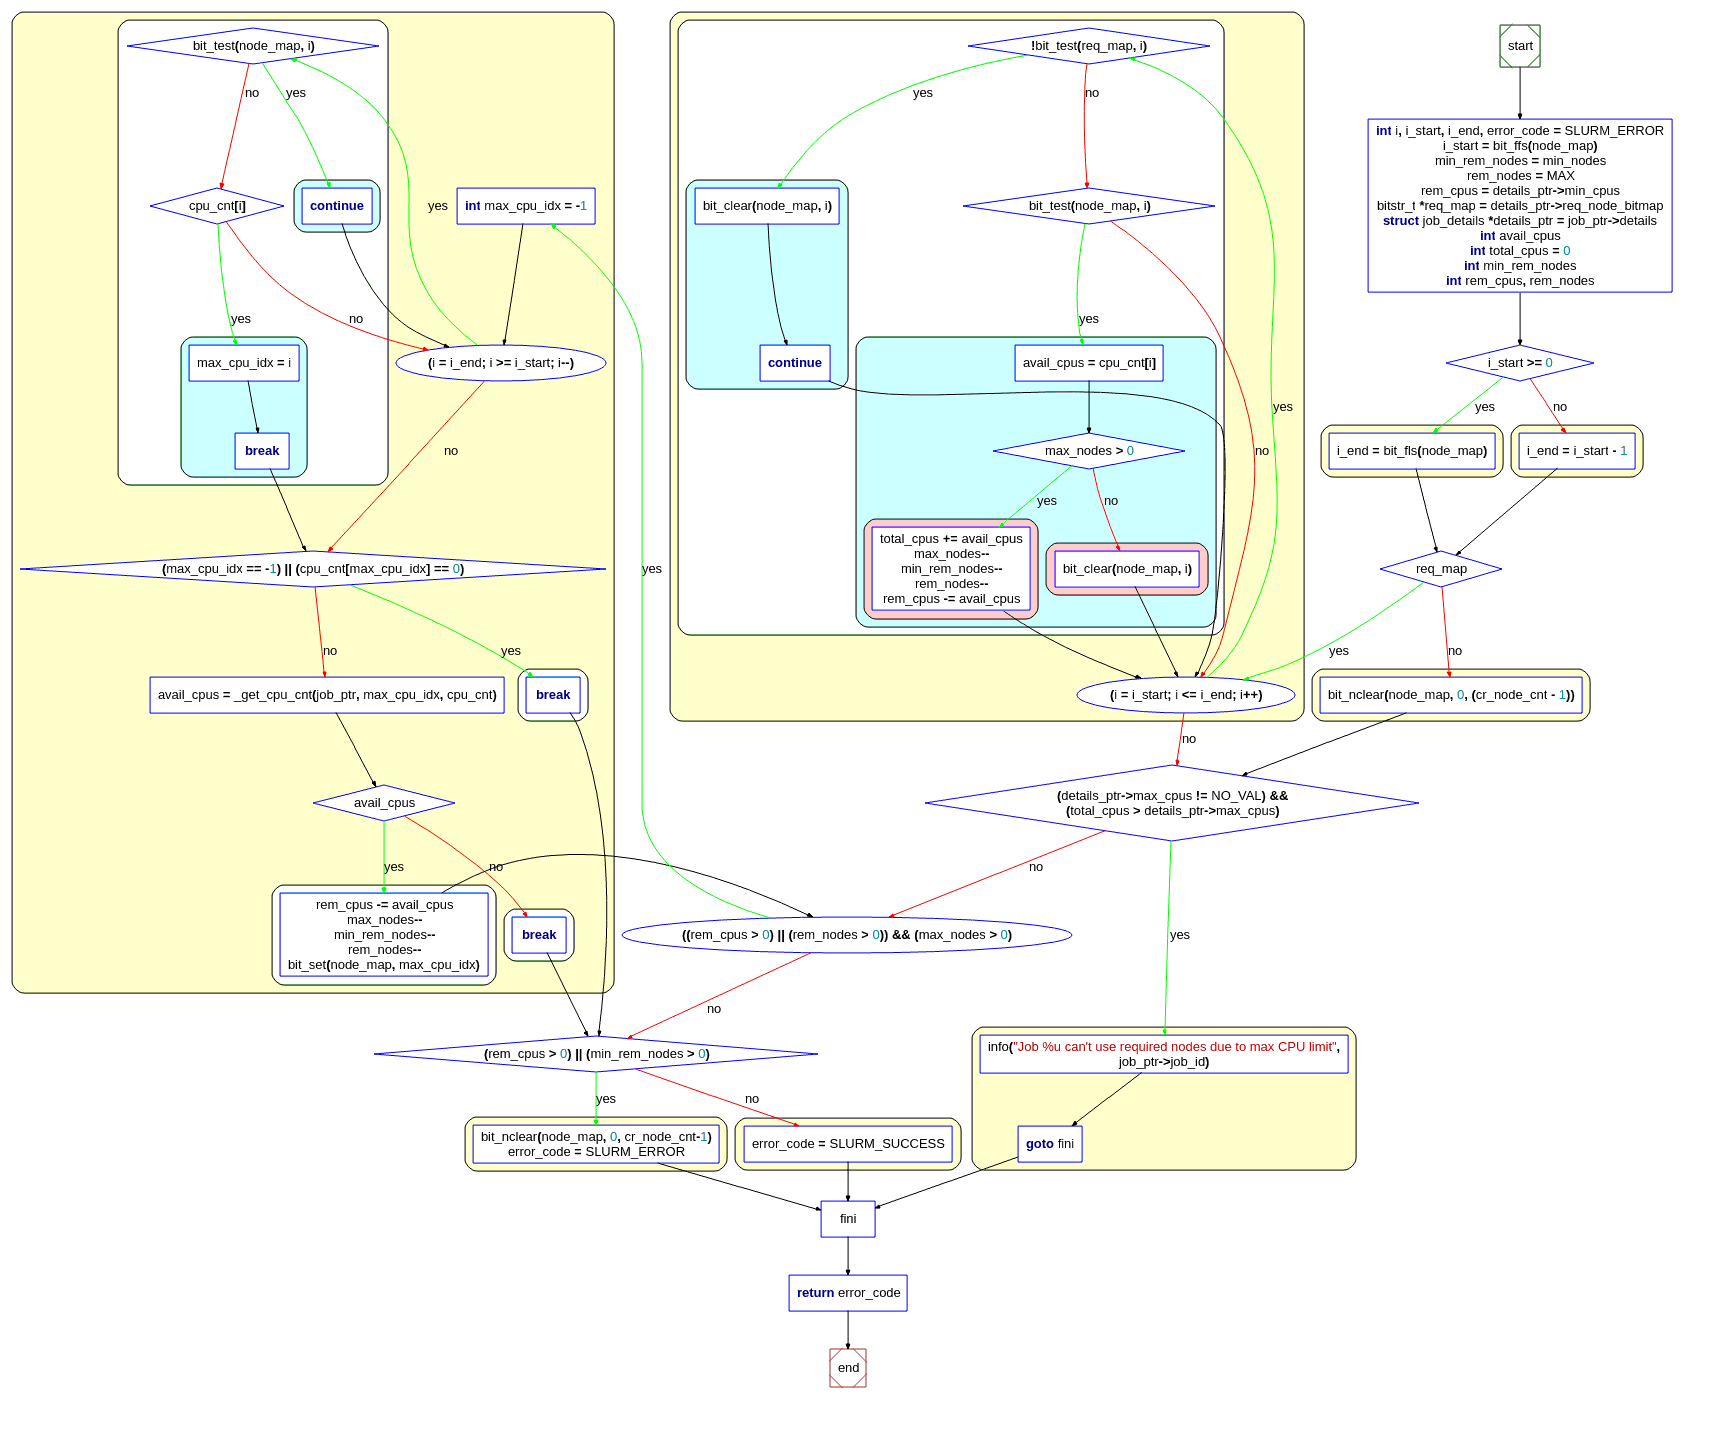 start
int i, i_start, i_end, error_code = SLURM_ERROR
i_start = bit_ffs(node_map)
min_rem_nodes = min_nodes
rem_nodes = MAX
rem_cpus = details_ptr->min_cpus
bitstr_t *req_map = details_ptr->req_node_bitmap
struct job_details *details_ptr = job_ptr->details
int avail_cpus
int total_cpus = 0
int min_rem_nodes
int rem_cpus, rem_nodes
i_start >= 0
yes
no
i_end = bit_fls(node_map)
i_end = i_start - 1
req_map
yes
no
bit_nclear(node_map, 0, (cr_node_cnt - 1))
!bit_test(req_map, i)
yes
no
bit_clear(node_map, i)
continue
bit_test(node_map, i)
yes
no
avail_cpus = cpu_cnt[i]
max_nodes > 0
yes
no
total_cpus += avail_cpus
max_nodes--
min_rem_nodes--
rem_nodes--
rem_cpus -= avail_cpus
bit_clear(node_map, i)
yes
(i = i_start; i <= i_end; i++)
no
(details_ptr->max_cpus != NO_VAL) &&
(total_cpus > details_ptr->max_cpus)
no
yes
bit_test(node_map, i)
no
yes
cpu_cnt[i]
continue
yes
int max_cpu_idx = -1
yes
no
max_cpu_idx = i
break
(i = i_end; i >= i_start; i--)
no
(max_cpu_idx == -1) || (cpu_cnt[max_cpu_idx] == 0)
yes
no
yes
avail_cpus = _get_cpu_cnt(job_ptr, max_cpu_idx, cpu_cnt)
break
avail_cpus
yes
no
rem_cpus -= avail_cpus
max_nodes--
min_rem_nodes--
rem_nodes--
bit_set(node_map, max_cpu_idx)
break
((rem_cpus > 0) || (rem_nodes > 0)) && (max_nodes > 0)
no
(rem_cpus > 0) || (min_rem_nodes > 0)
yes
no
info("Job %u can't use required nodes due to max CPU limit",
job_ptr->job_id)
bit_nclear(node_map, 0, cr_node_cnt-1)
error_code = SLURM_ERROR
error_code = SLURM_SUCCESS
goto fini
fini
return error_code
end